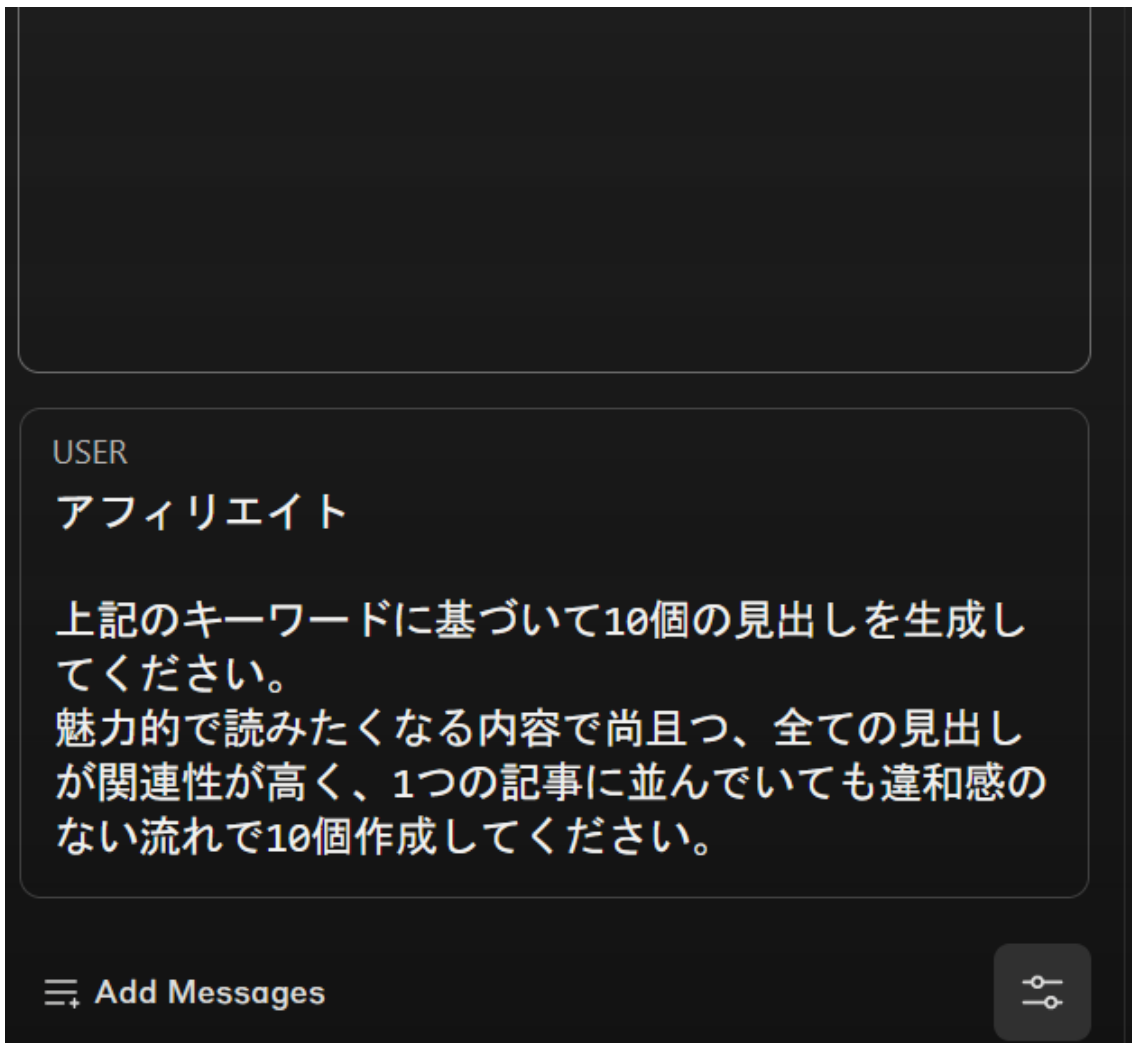 USER
アフィリエイト
上記のキーワードに基づいて10個の見出しを生成し
てください。
魅力的で読みたくなる内容で尚且つ、全ての見出し
が関連性が高く、1つの記事に並んでいても違和感の
ない流れで10個作成してください。
Add Messages